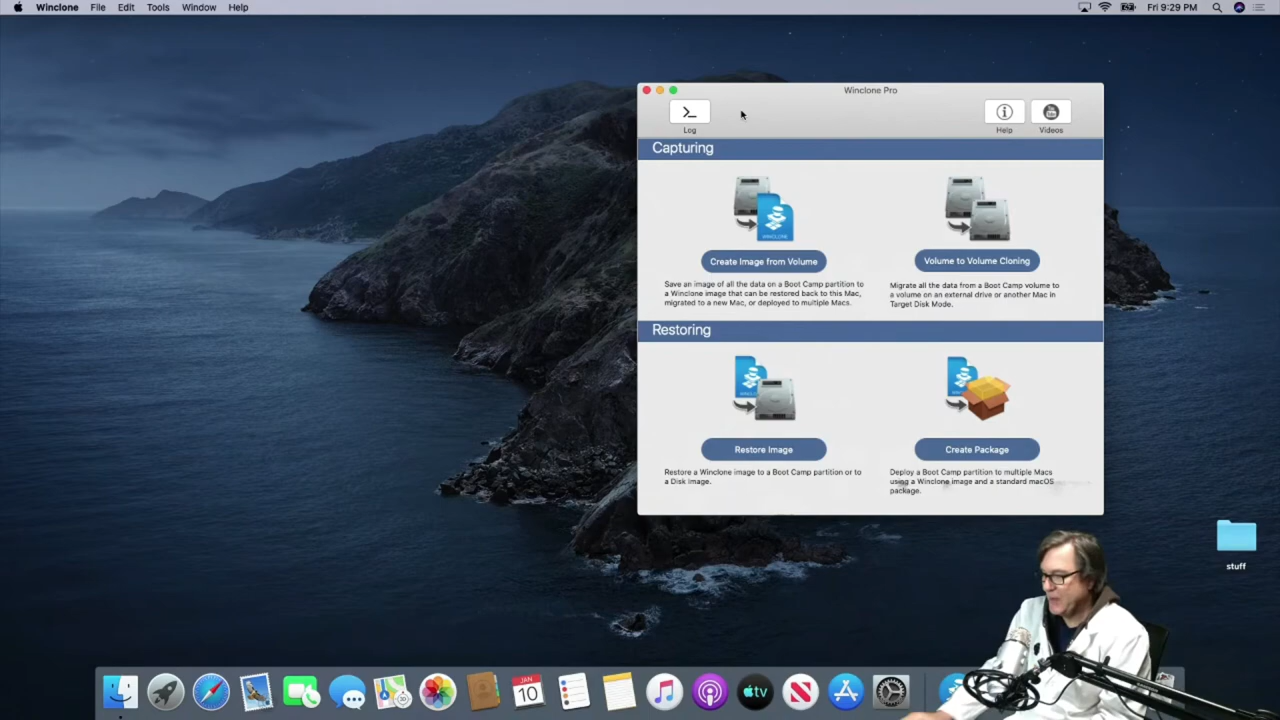 Winclone File Edit Tools Window Help
Fri 9:29 PM
Winclone Pro
Log
Help
Videos
Capturing
WINCLONE
Create Image from Volume
Save an image of all the data on a Boot Camp partition to
a Winclone image that can be restored back to this Mac,
migrated to a new Mac, or deployed to multiple Macs.
Volume to Volume Cloning
Migrate all the data from a Boot Camp volume to
a volume on an external drive or another Mac in
Target Disk Mode.
Restoring
Restore Image
Restore a Winclone image to a Boot Camp partition or to
a Disk Image.
Create Package
Deploy a Boot Camp partition to multiple Macs
using a Winclone image and a standard macOS
package.
stuff
JAN
10
tv